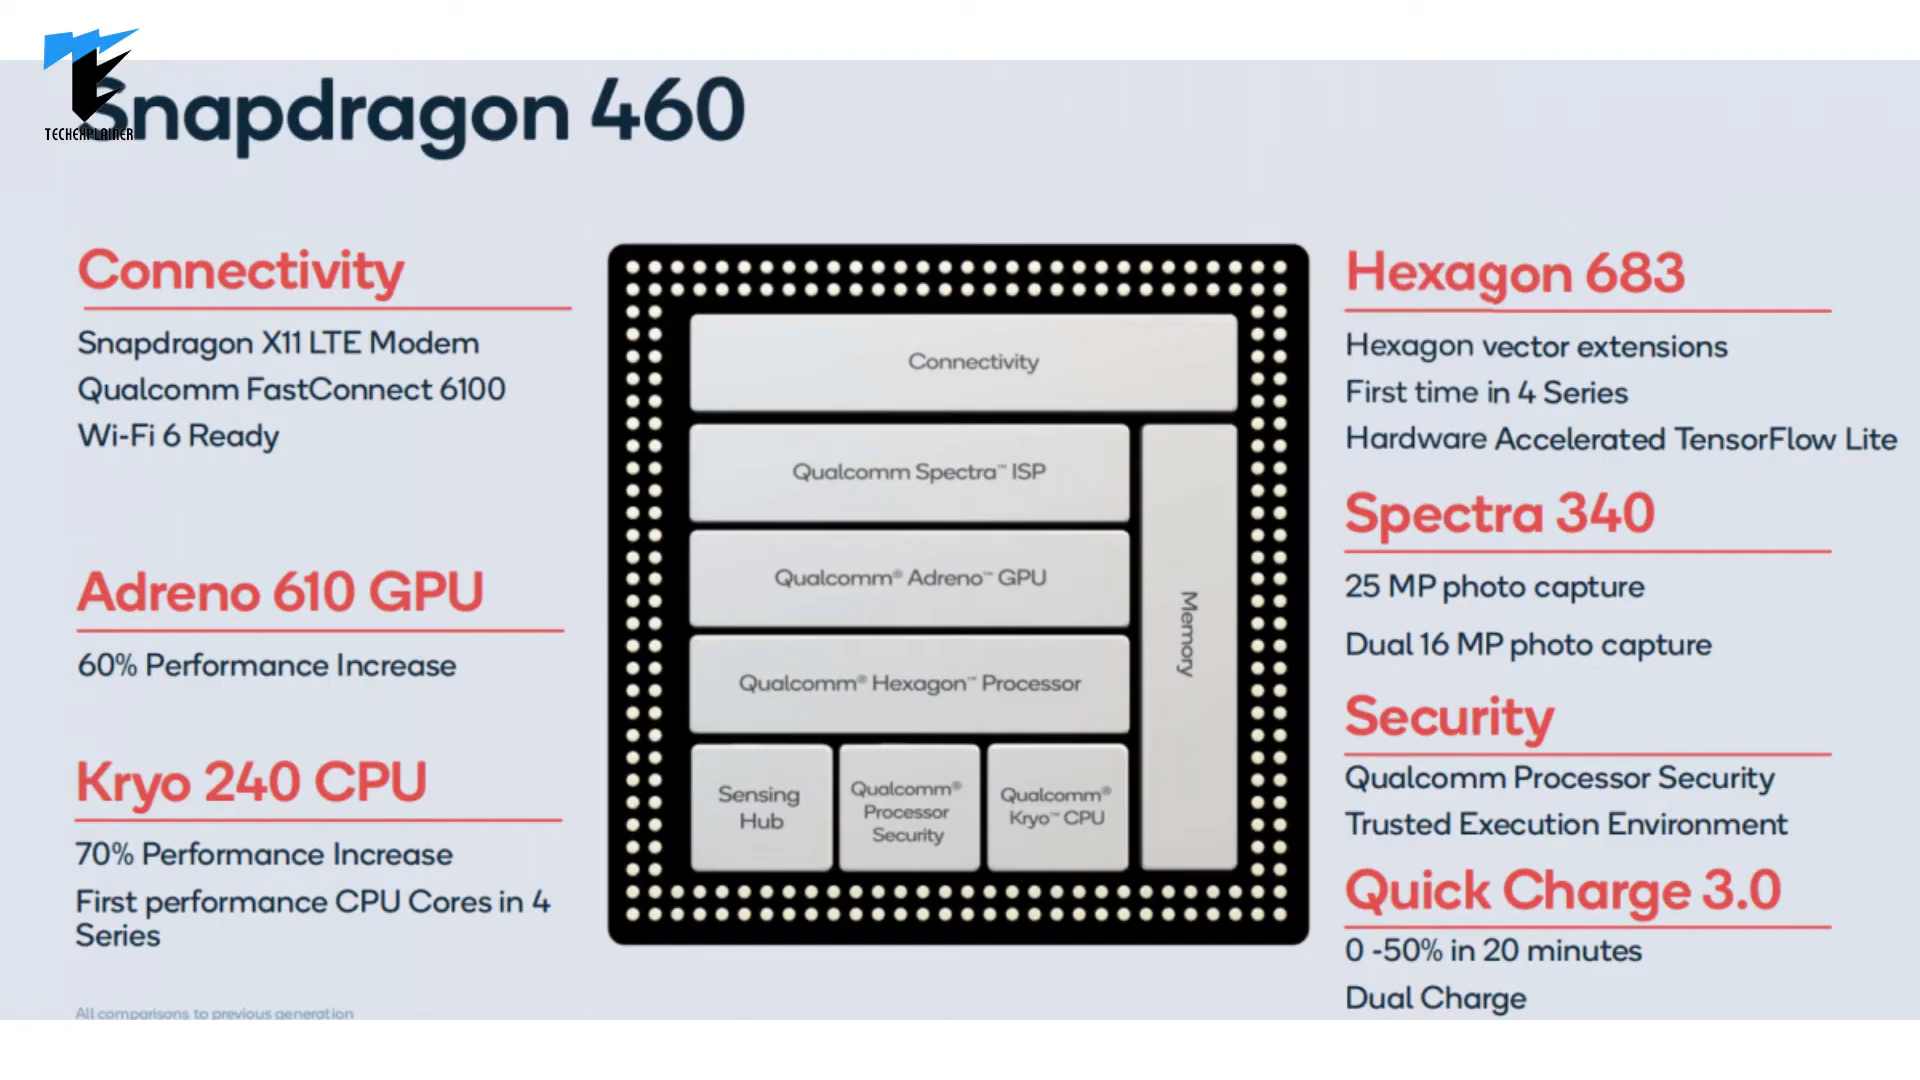 TECHEXPLAINER
Snapdragon 460
Connectivity
Snapdragon X11 LTE Modem
Qualcomm FastConnect 6100
Wi-Fi 6 Ready
Adreno 610 GPU
60% Performance Increase
Kryo 240 CPU
70% Performance Increase
First performance CPU Cores in 4
Series
All comparisons to previous generation
Connectivity
Qualcomm Spectra™ ISP
Qualcomm® Adreno™ GPU
Qualcomm® Hexagon™ Processor
Memory
Sensing
Hub
Qualcomm®
Processor
Security
Qualcomm®
Kryo™ CPU
Hexagon 683
Hexagon vector extensions
First time in 4 Series
Hardware Accelerated TensorFlow Lite
Spectra 340
25 MP photo capture
Dual 16 MP photo capture
Security
Qualcomm Processor Security
Trusted Execution Environment
Quick Charge 3.0
0 -50% in 20 minutes
Dual Charge